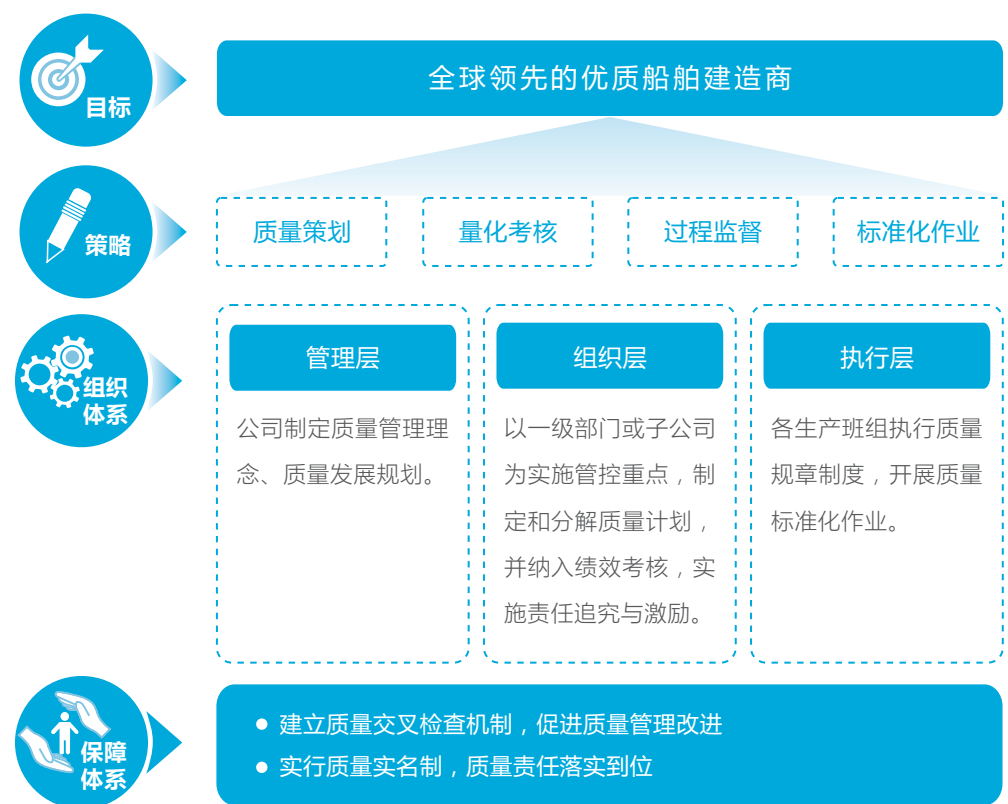 目标
全球领先的优质船舶建造商
策略
质量策划
量化考核
过程监督
标准化作业
组织
体系
管理层
公司制定质量管理理
念、质量发展规划。
组织层
以一级部门或子公司
为实施管控重点，制
定和分解质量计划，
并纳入绩效考核，实
施责任追究与激励。
执行层
各生产班组执行质量
规章制度，开展质量
标准化作业。
保障
体系
● 建立质量交叉检查机制，促进质量管理改进
● 实行质量实名制，质量责任落实到位